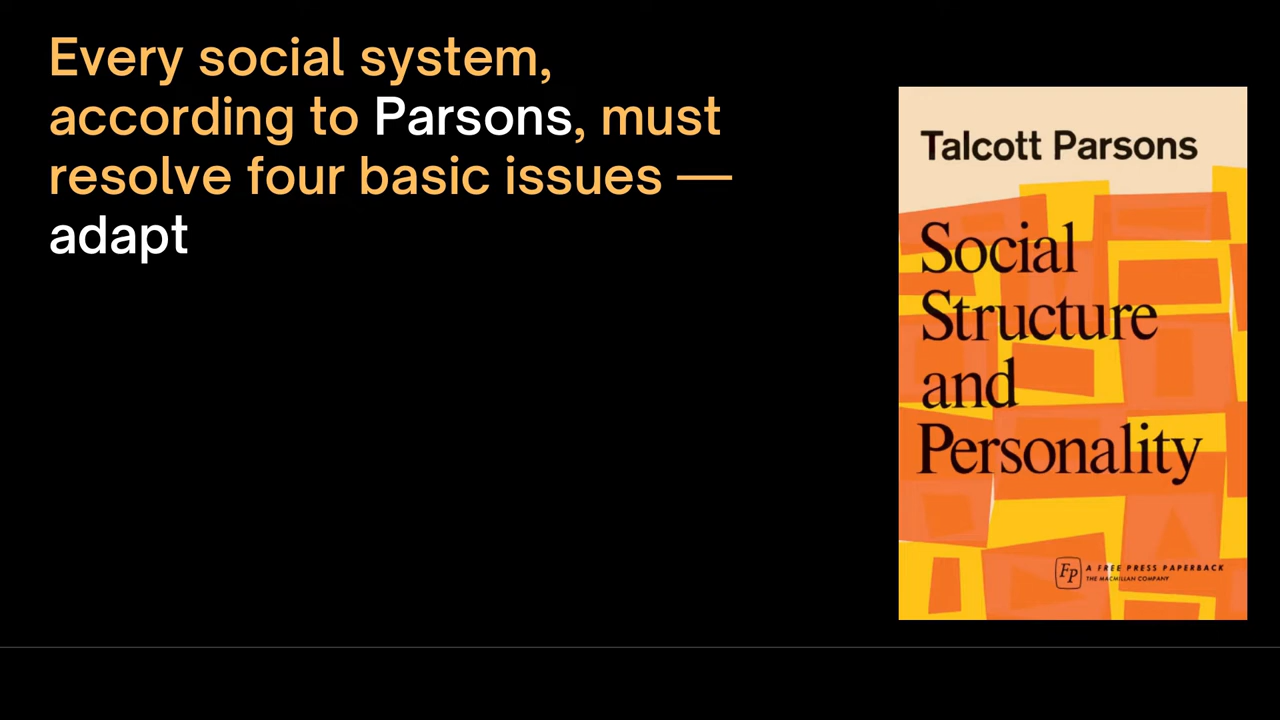 Every social system,
according to Parsons, must
resolve four basic issues —
adapt
Talcott Parsons
Social
Structure
and
Personality
Fp
A FREE PRESS PAPERBACK
THE MACMILLAN COMPANY